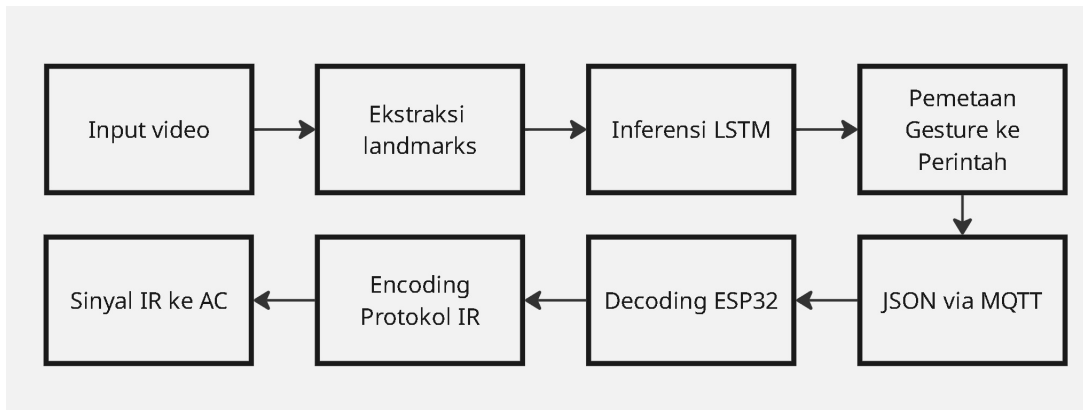 Input video
Ekstraksi
landmarks
Inferensi LSTM
Pemetaan
Gesture ke
Perintah
JSON via MQTT
Decoding ESP32
Encoding
Protokol IR
Sinyal IR ke AC